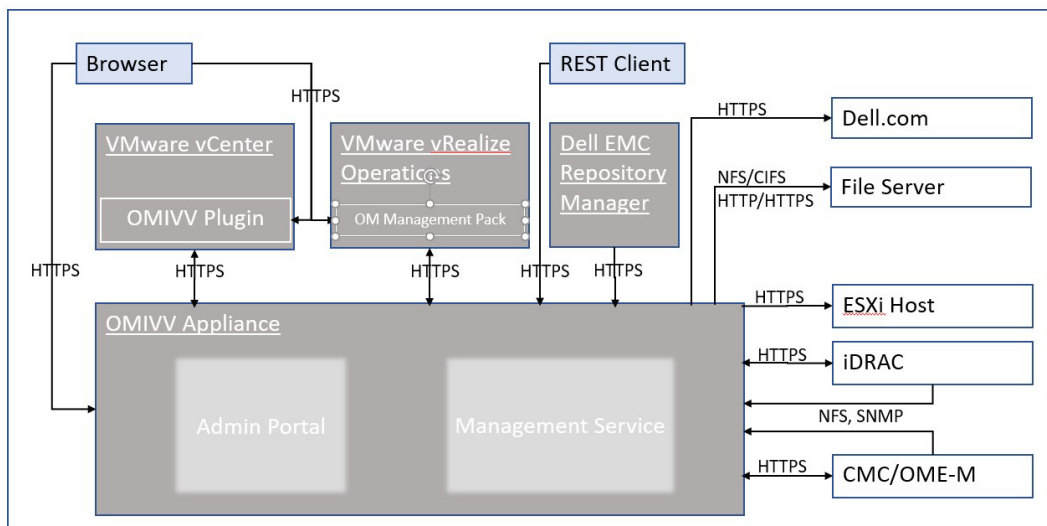 Browser
REST Client
HTTPS
HTTPS
VMware vCenter
VMware vRealize
Operations
Dell EMC
Repository
Manager
Dell.com
NFS/CIFS
HTTP/HTTPS
File Server
OMIVV Plugin
OM Management Pack
HTTPS
HTTPS
HTTPS
HTTPS
HTTPS
ESXi Host
OMIVV Appliance
HTTPS
iDRAC
Admin Portal
Management Service
NFS, SNMP
HTTPS
CMC/OME-M